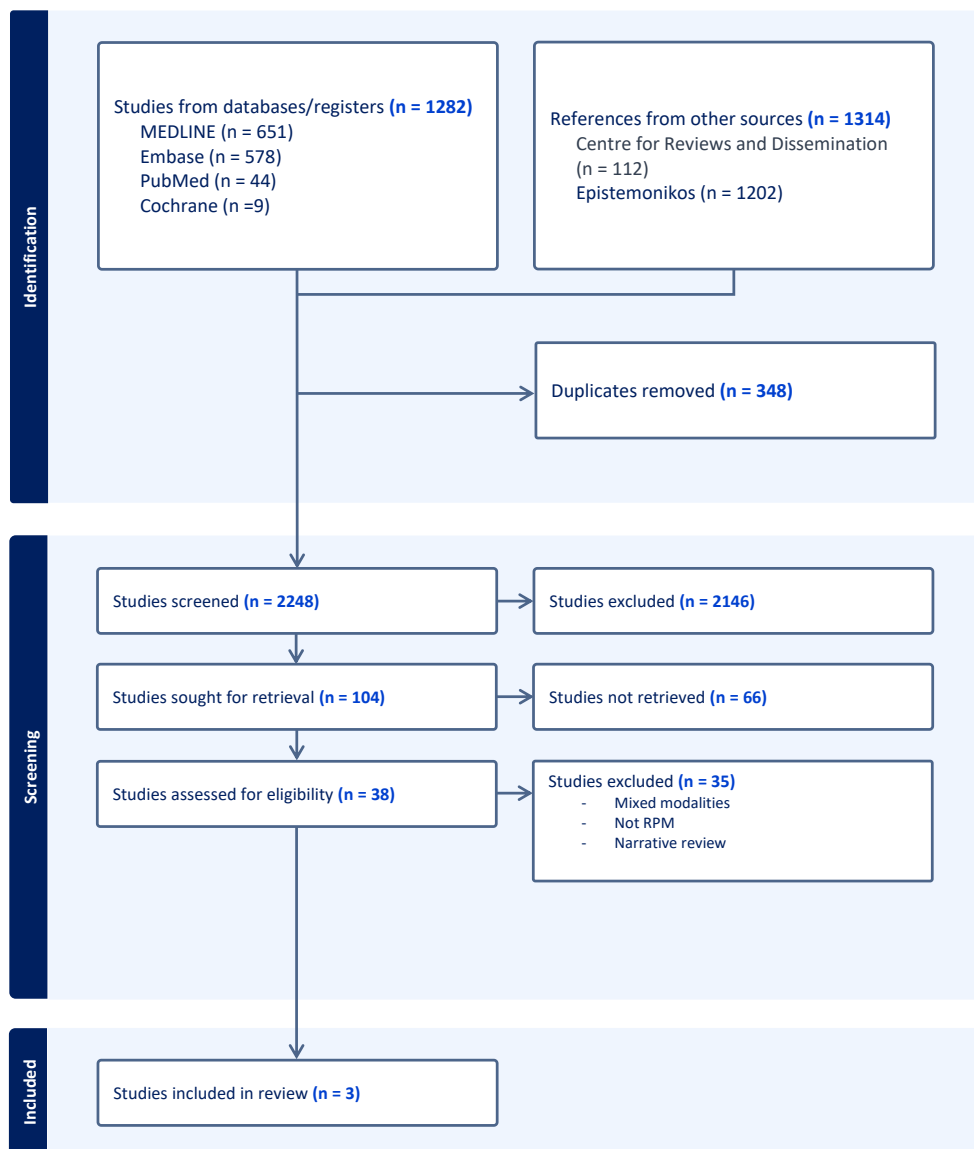 Identification
Studies from databases/registers (n = 1282)
MEDLINE (n = 651)
Embase (n = 578)
PubMed (n = 44)
Cochrane (n =9)
References from other sources (n = 1314)
Centre for Reviews and Dissemination
(n = 112)
Epistemonikos (n = 1202)
Duplicates removed (n = 348)
Screening
Studies screened (n = 2248)
Studies excluded (n = 2146)
Studies sought for retrieval (n = 104)
Studies not retrieved (n = 66)
Studies assessed for eligibility (n = 38)
Studies excluded (n = 35)
- Mixed modalities
- Not RPM
- Narrative review
Included
Studies included in review (n = 3)